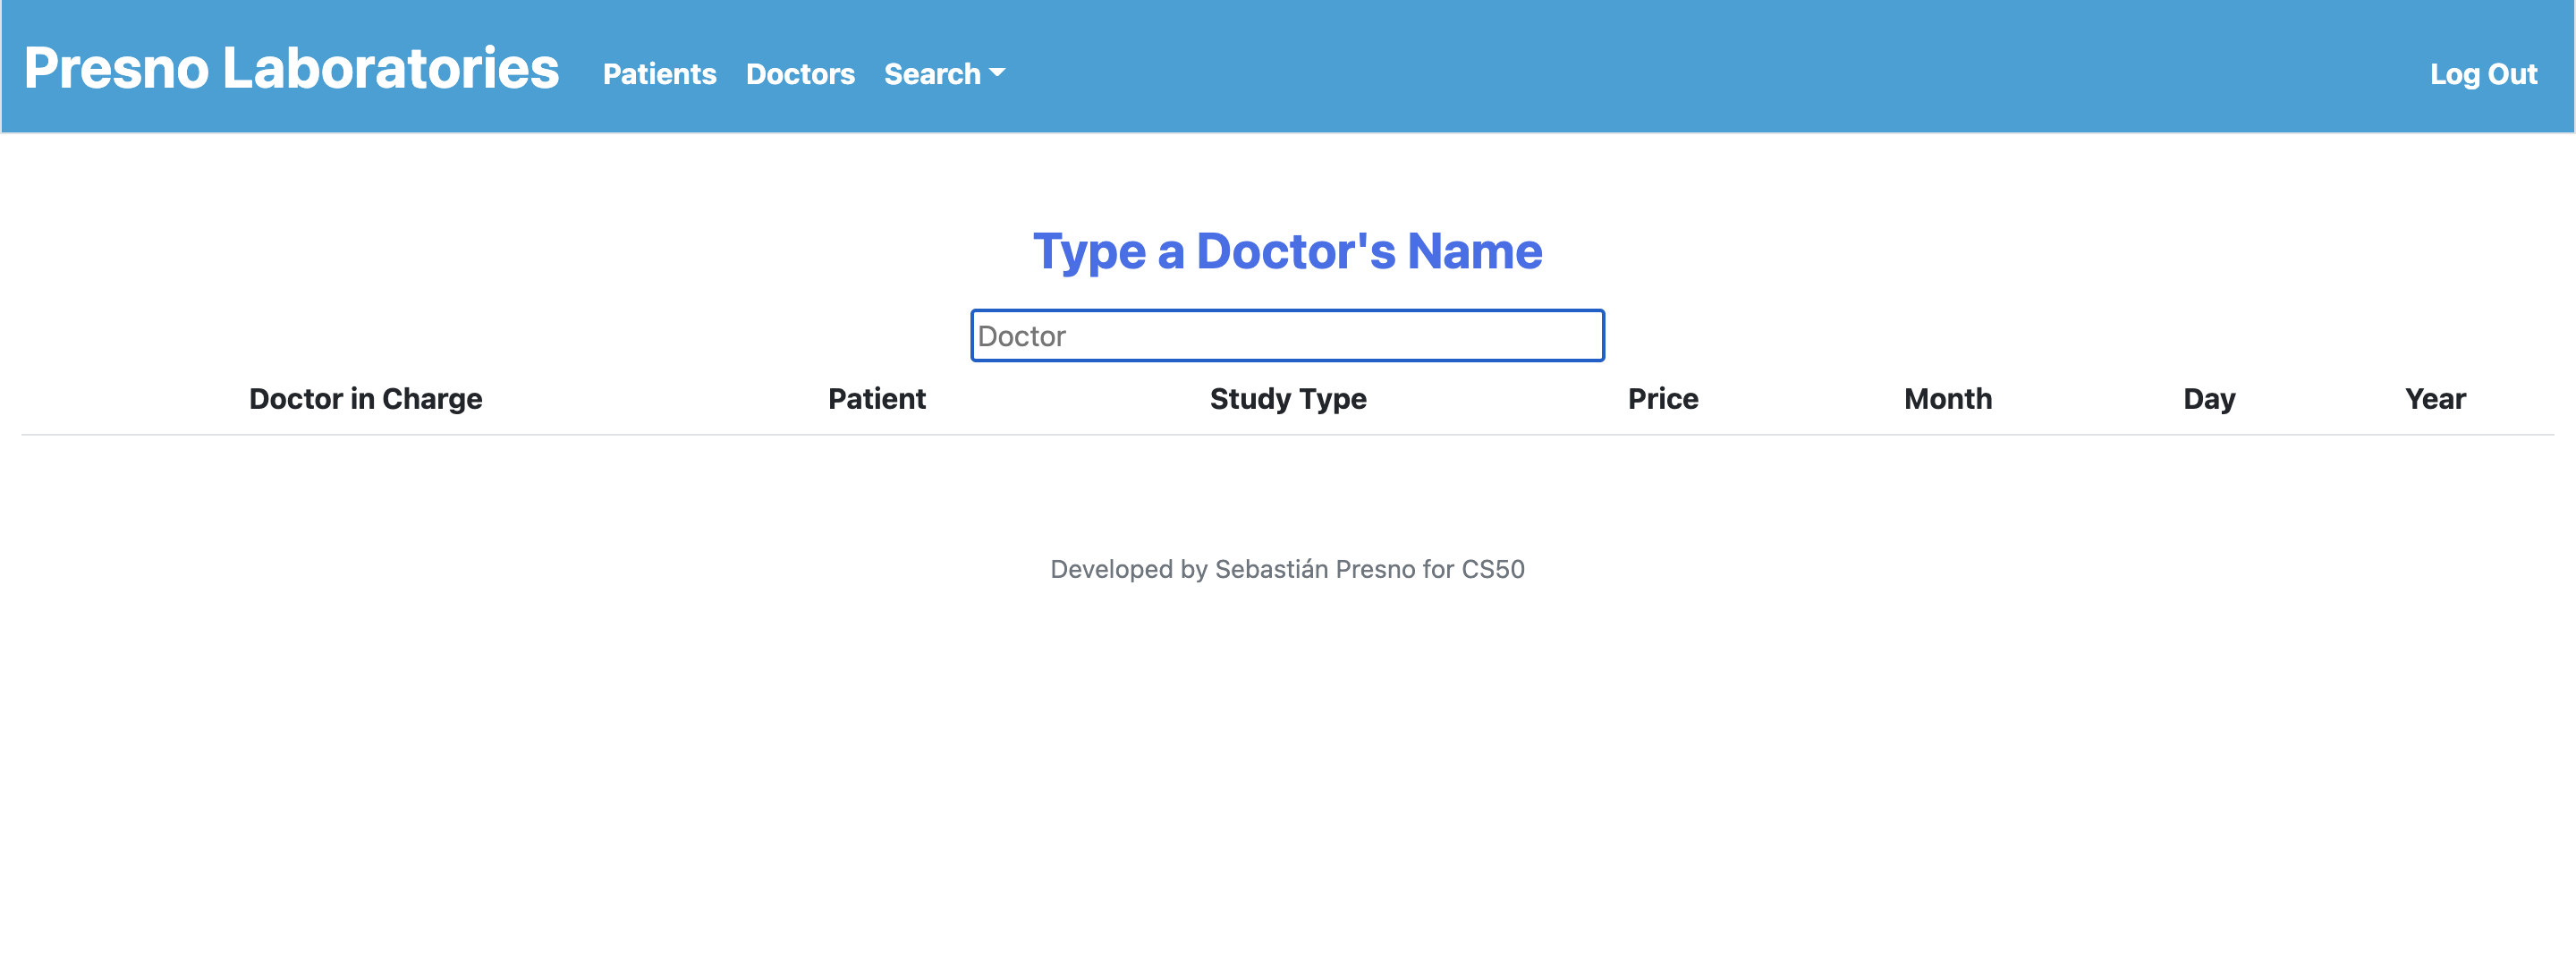 Presno Laboratories Patients Doctors Search Log Out
Type a Doctor's Name
Doctor
Doctor in Charge Patient Study Type Price Month Day Year
Developed by Sebastián Presno for CS50